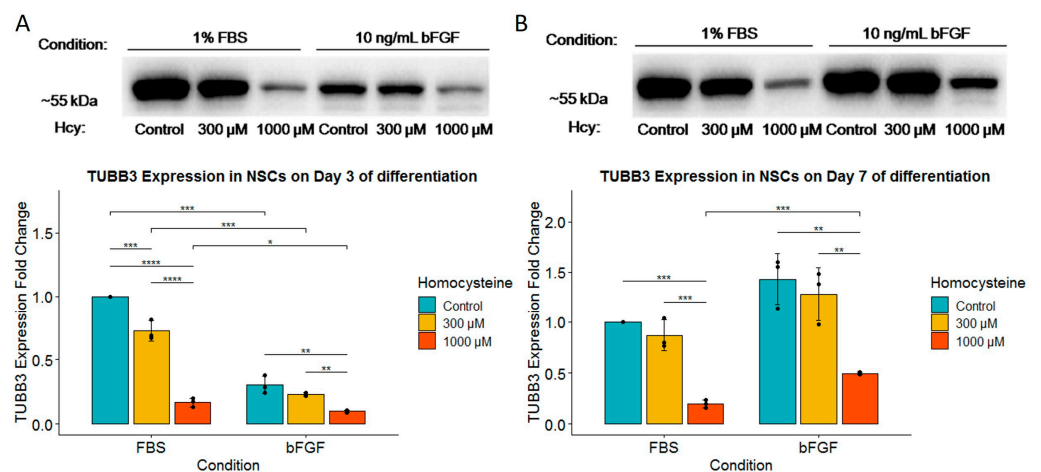 A
Condition:
1% FBS
10 ng/mL bFGF
~55 kDa
Hcy:
Control
300 µM
1000 µM
Control
300 µM
1000 µM
TUBB3 Expression in NSCs on Day 3 of differentiation
TUBB3 Expression Fold Change
1.5
1.0
0.5
0.0
***
***
*
***
****
****
**
**
FBS
bFGF
Condition
Homocysteine
Control
300 µM
1000 µM
B
Condition:
1% FBS
10 ng/mL bFGF
~55 kDa
Hcy:
Control
300 µM
1000 µM
Control
300 µM
1000 µM
TUBB3 Expression in NSCs on Day 7 of differentiation
TUBB3 Expression Fold Change
2.0
1.5
1.0
0.5
0.0
***
**
**
***
***
FBS
bFGF
Condition
Homocysteine
Control
300 µM
1000 µM